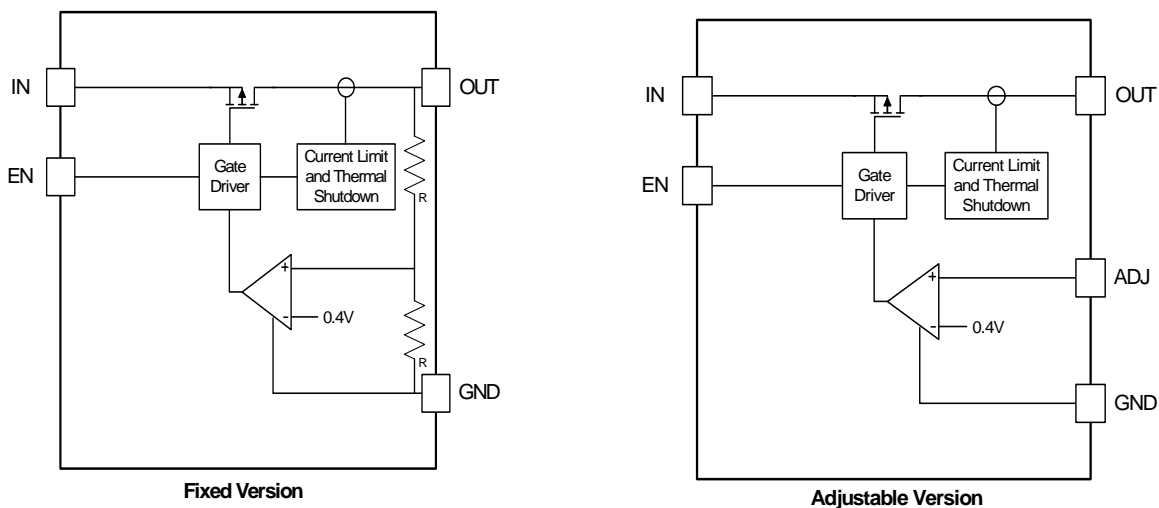 IN
OUT
EN
Gate
Driver
Current Limit
and Thermal
Shutdown
R
+
-
0.4V
R
GND
Fixed Version
IN
OUT
EN
Gate
Driver
Current Limit
and Thermal
Shutdown
ADJ
+
-
0.4V
GND
Adjustable Version